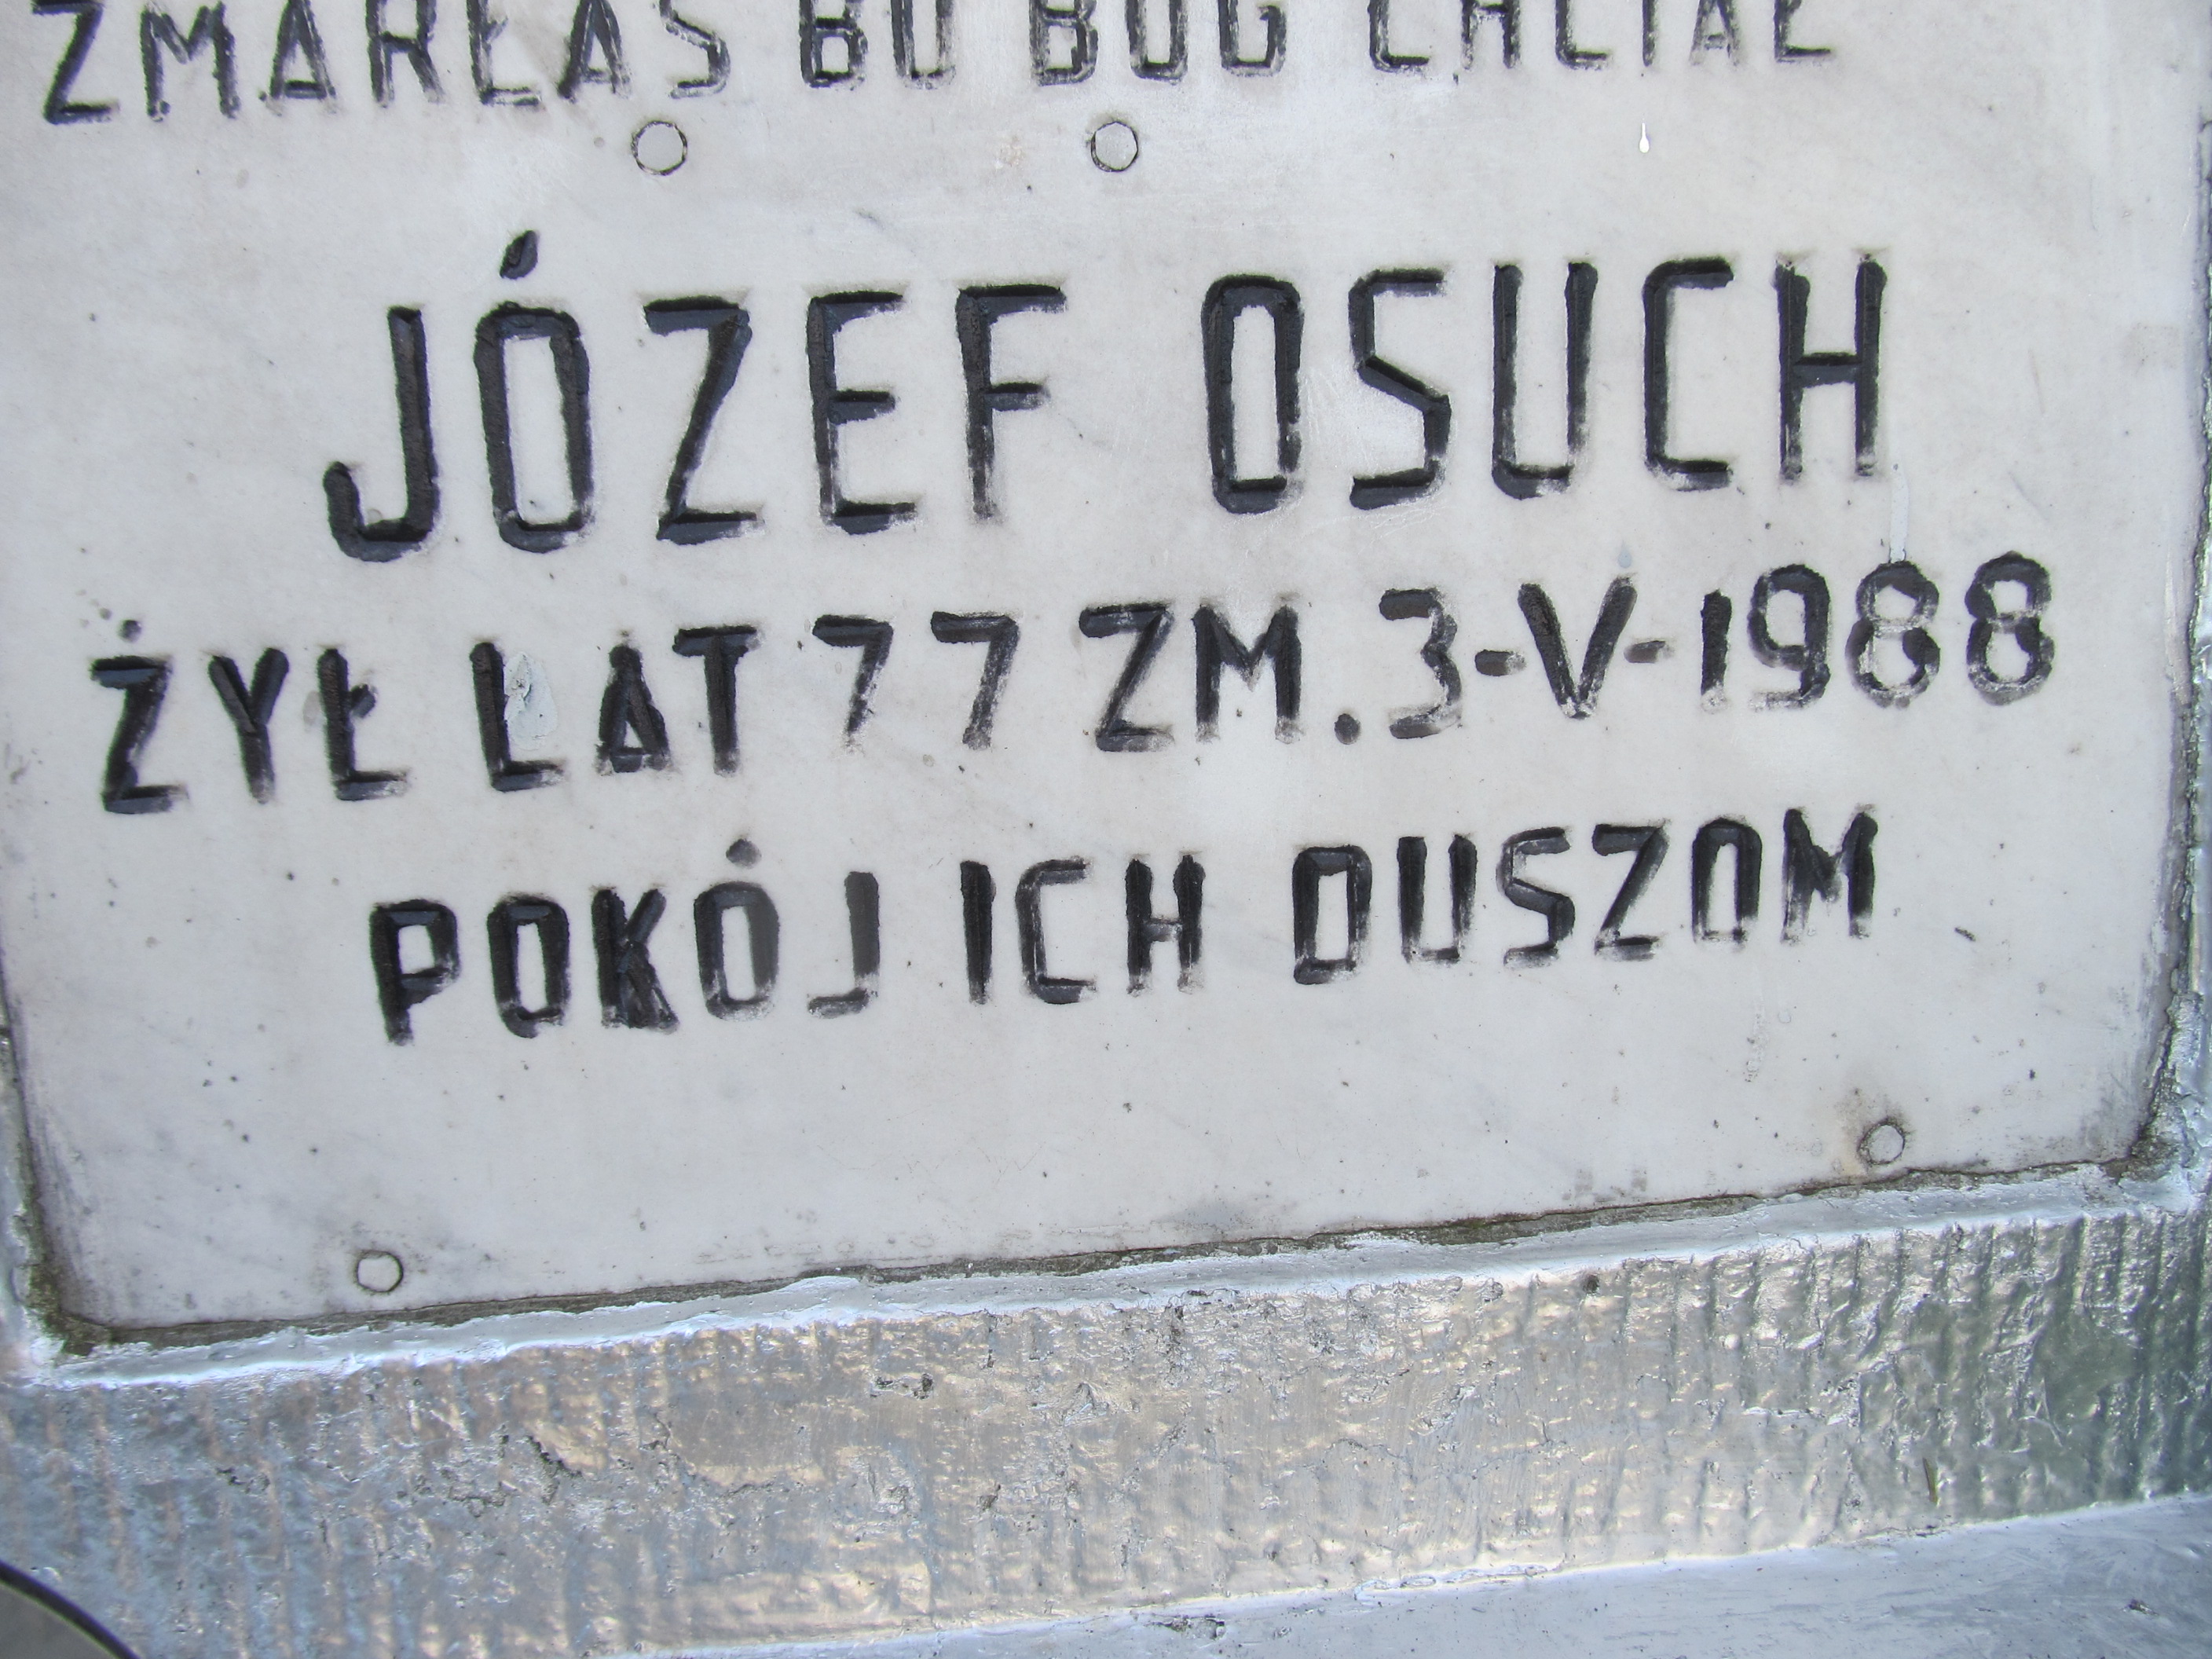 ZMARŁAŚ BO BÓG CHCIAŁ
JÓZEF OSUCH
ŻYŁ LAT 77 ZM. 3-V-1988
POKÓJ ICH DUSZOM